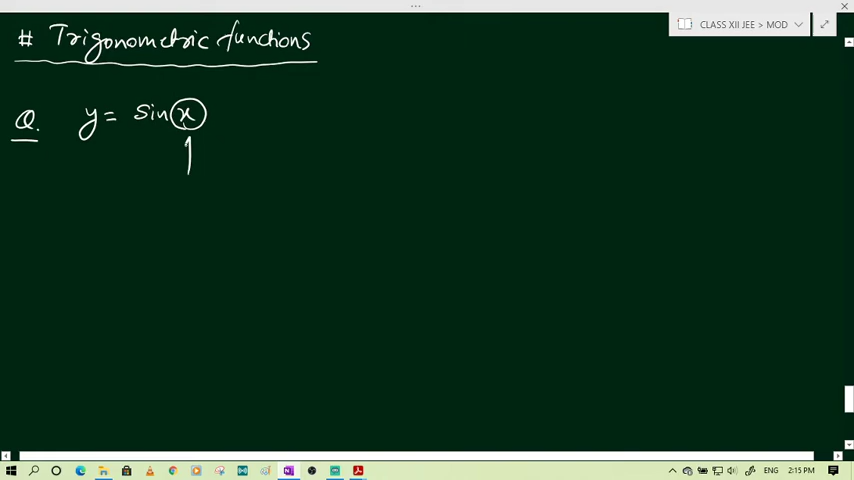 CLASS XII JEE > MOD
# Trigonometric functions
Q. y = sin x
ENG 2:15 PM